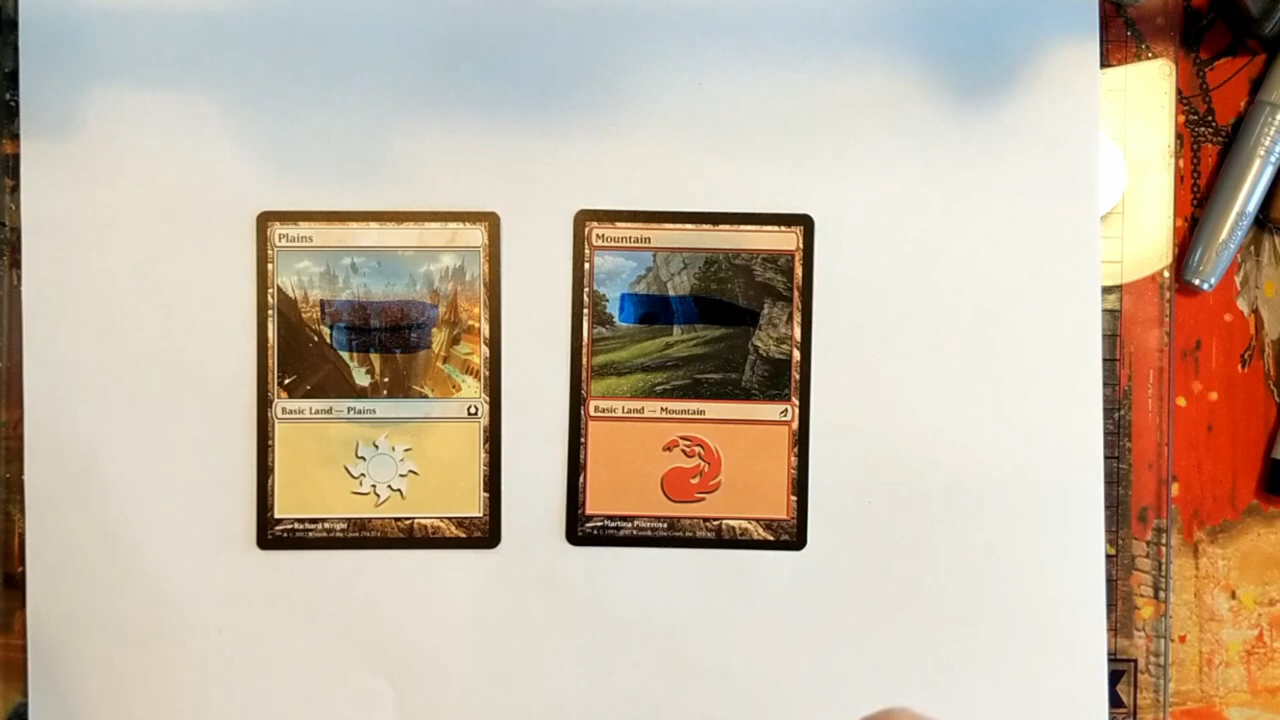 Plains
Basic Land — Plains
Richard Wright
Mountain
Basic Land — Mountain
Martina Pilcerova